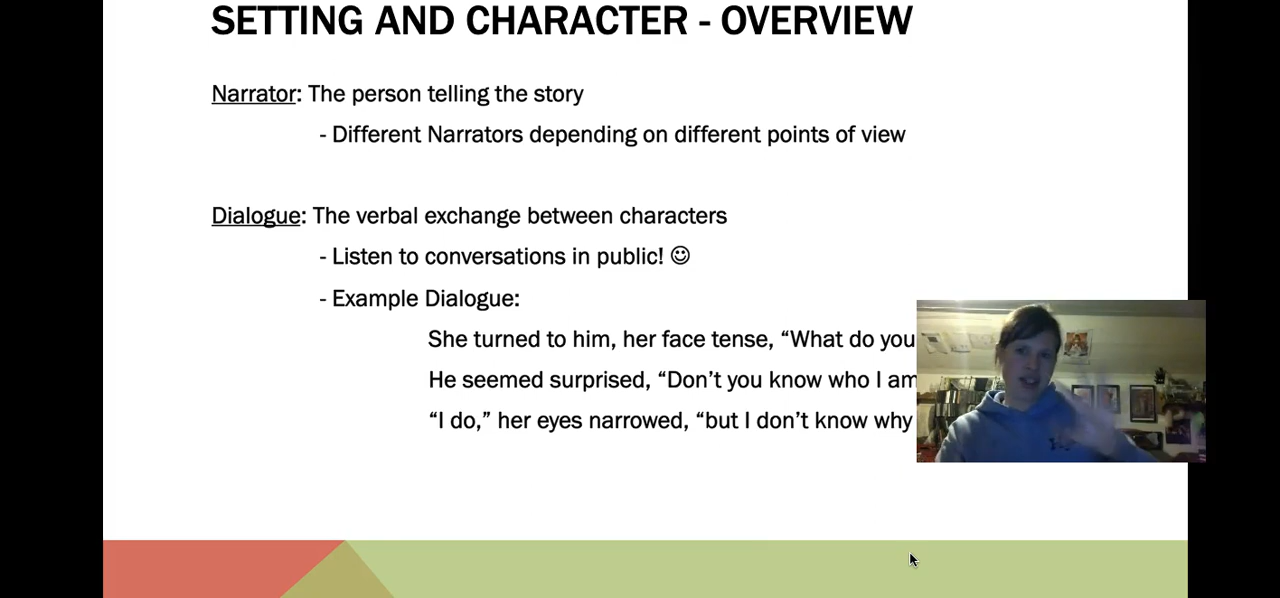 SETTING AND CHARACTER - OVERVIEW
Narrator: The person telling the story
- Different Narrators depending on different points of view
Dialogue: The verbal exchange between characters
- Listen to conversations in public! ☺
- Example Dialogue:
She turned to him, her face tense, “What do you
He seemed surprised, “Don’t you know who I am
“I do,” her eyes narrowed, “but I don’t know why